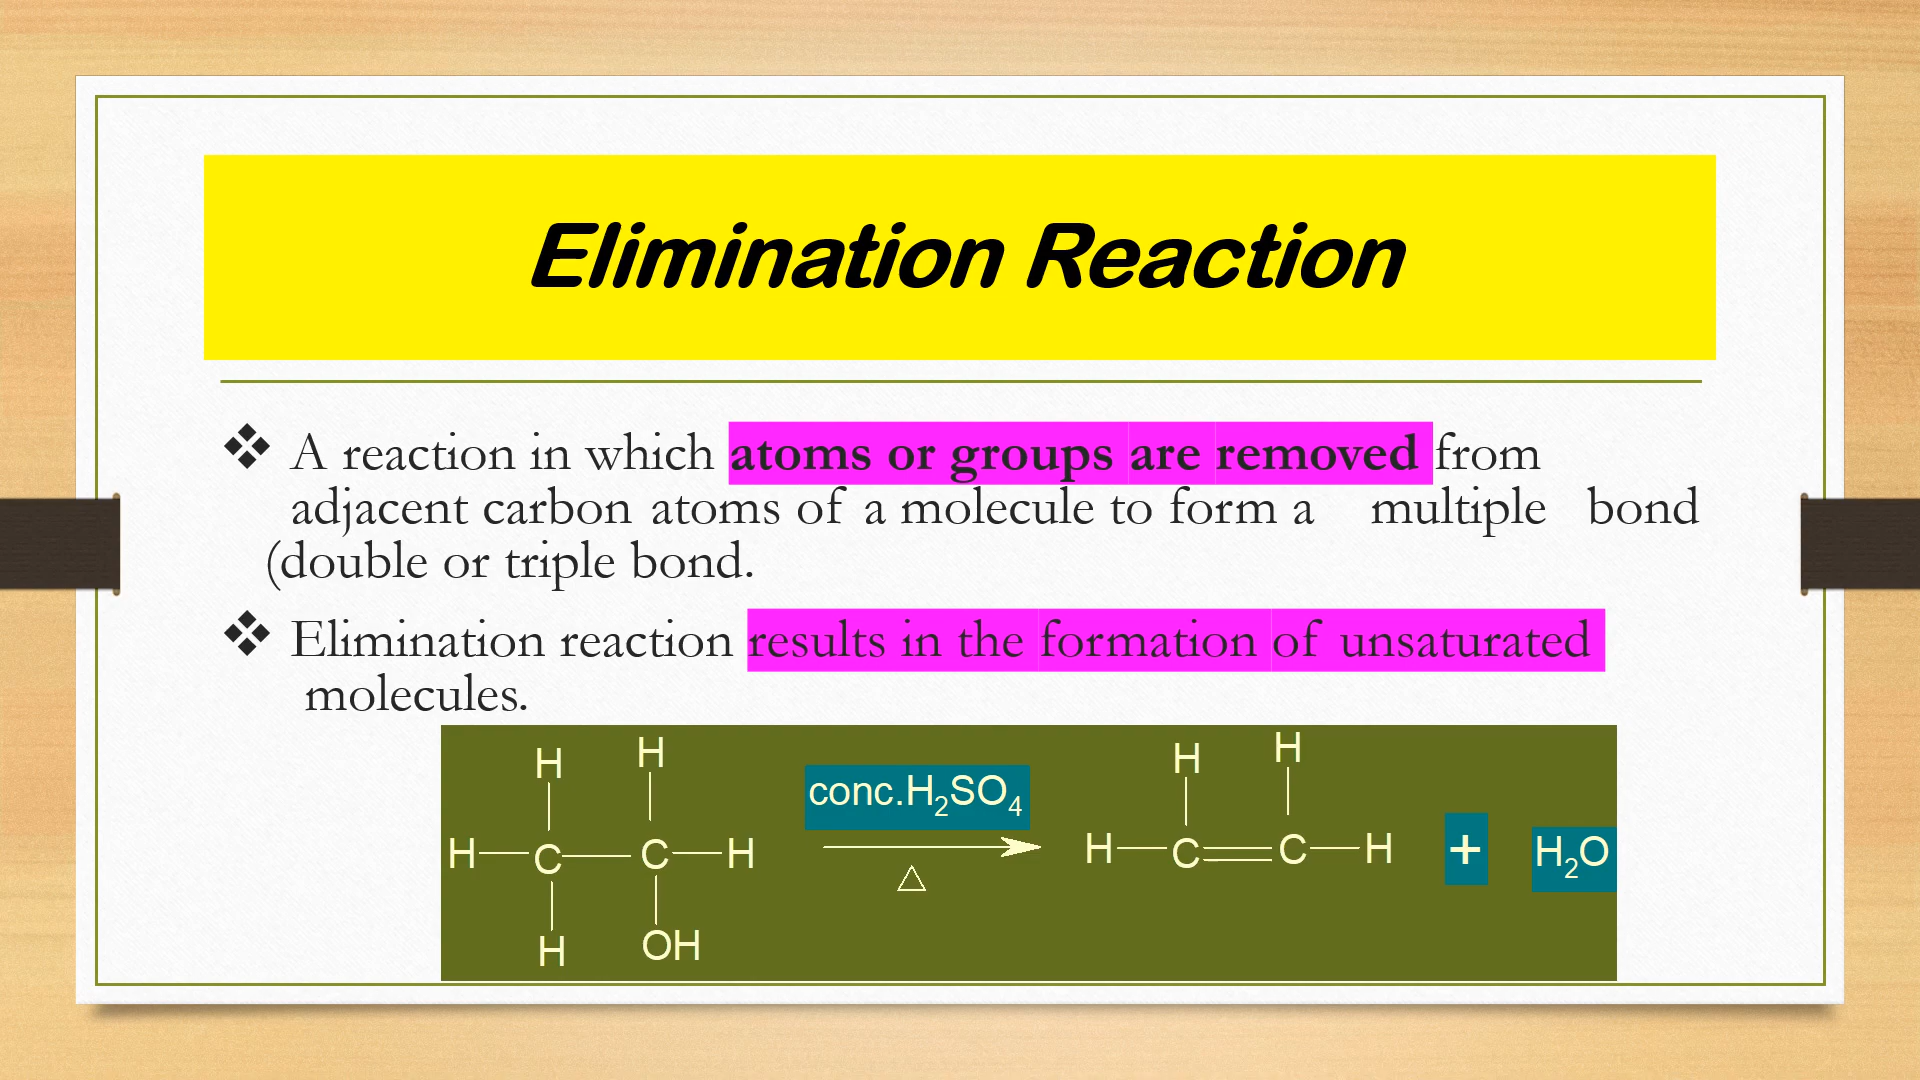 Elimination Reaction
❖ A reaction in which atoms or groups are removed from
adjacent carbon atoms of a molecule to form a multiple bond
(double or triple bond.
❖ Elimination reaction results in the formation of unsaturated
molecules.
H H H H
conc.H₂SO₄
H C C H H C C H + H₂O
△
H OH